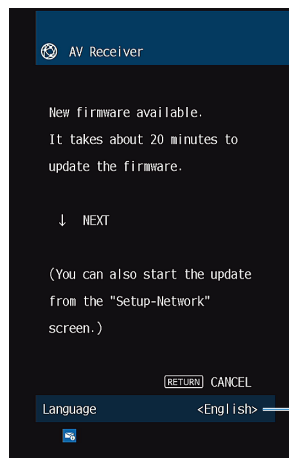 AV Receiver
New firmware available.
It takes about 20 minutes to
update the firmware.
↓ NEXT
(You can also start the update
from the "Setup-Network"
screen.)
RETURN CANCEL
Language <English>